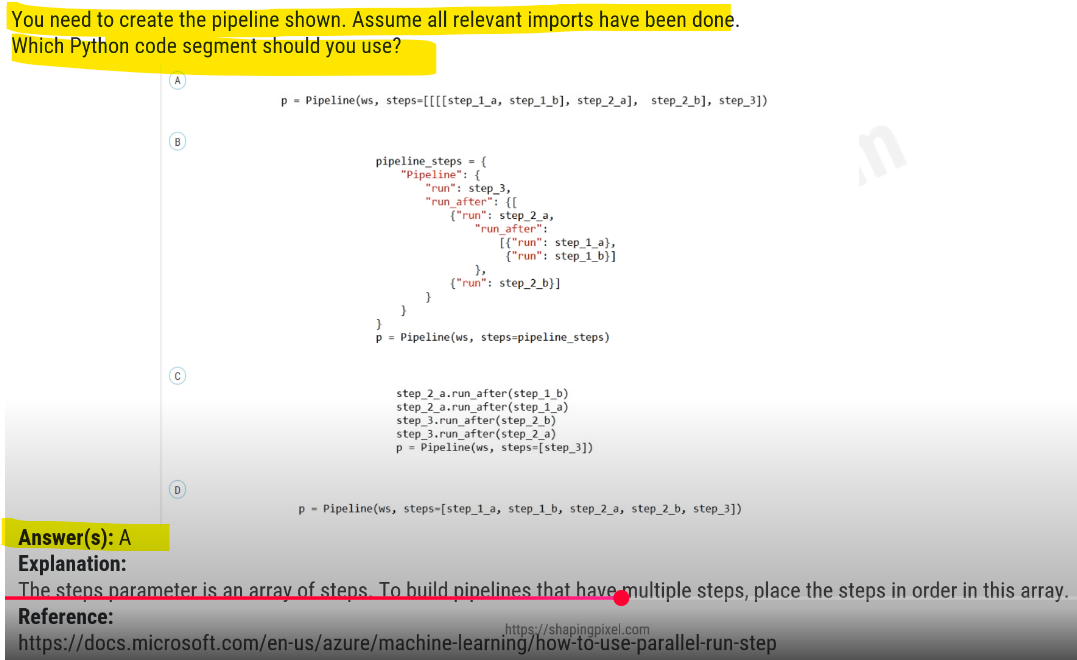 You need to create the pipeline shown. Assume all relevant imports have been done.
Which Python code segment should you use?
A
p = Pipeline(ws, steps=[[[[step_1_a, step_1_b], step_2_a], step_2_b], step_3])
B
pipeline_steps = {
"Pipeline": {
"run": step_3,
"run_after": {[
{"run": step_2_a,
"run_after":
[{"run": step_1_a},
{"run": step_1_b}]
},
{"run": step_2_b}]
}
}
}
p = Pipeline(ws, steps=pipeline_steps)
C
step_2_a.run_after(step_1_b)
step_2_a.run_after(step_1_a)
step_3.run_after(step_2_b)
step_3.run_after(step_2_a)
p = Pipeline(ws, steps=[step_3])
D
p = Pipeline(ws, steps=[step_1_a, step_1_b, step_2_a, step_2_b, step_3])
Answer(s): A
Explanation:
The steps parameter is an array of steps. To build pipelines that have multiple steps, place the steps in order in this array.
Reference:
https://shapingpixel.com
https://docs.microsoft.com/en-us/azure/machine-learning/how-to-use-parallel-run-step